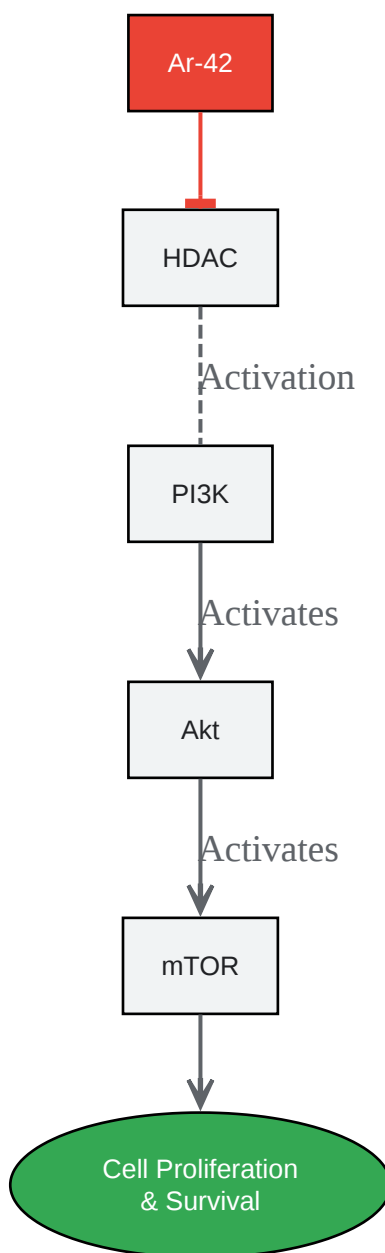 Ar-42
HDAC
Activation
PI3K
Activates
Akt
Activates
mTOR
Cell Proliferation
& Survival